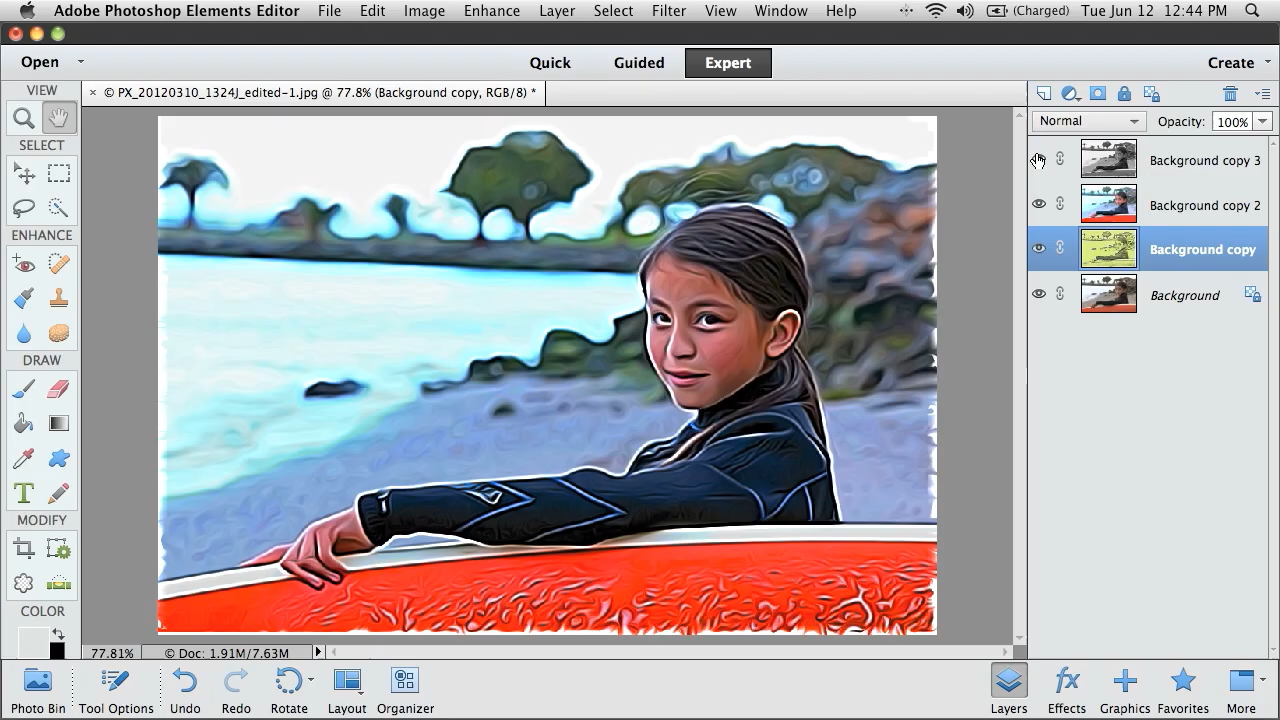 Adobe Photoshop Elements Editor File Edit Image Enhance Layer Select Filter View Window Help (Charged) Tue Jun 12 12:44 PM
Open Quick Guided Expert Create
VIEW
× © PX_20120310_1324J_edited-1.jpg @ 77.8% (Background copy, RGB/8) *
Normal Opacity: 100%
SELECT
Background copy 3
Background copy 2
ENHANCE
Background copy
Background
DRAW
T
MODIFY
COLOR
77.81% © Doc: 1.91M/7.63M
fx
Photo Bin Tool Options Undo Redo Rotate Layout Organizer Layers Effects Graphics Favorites More